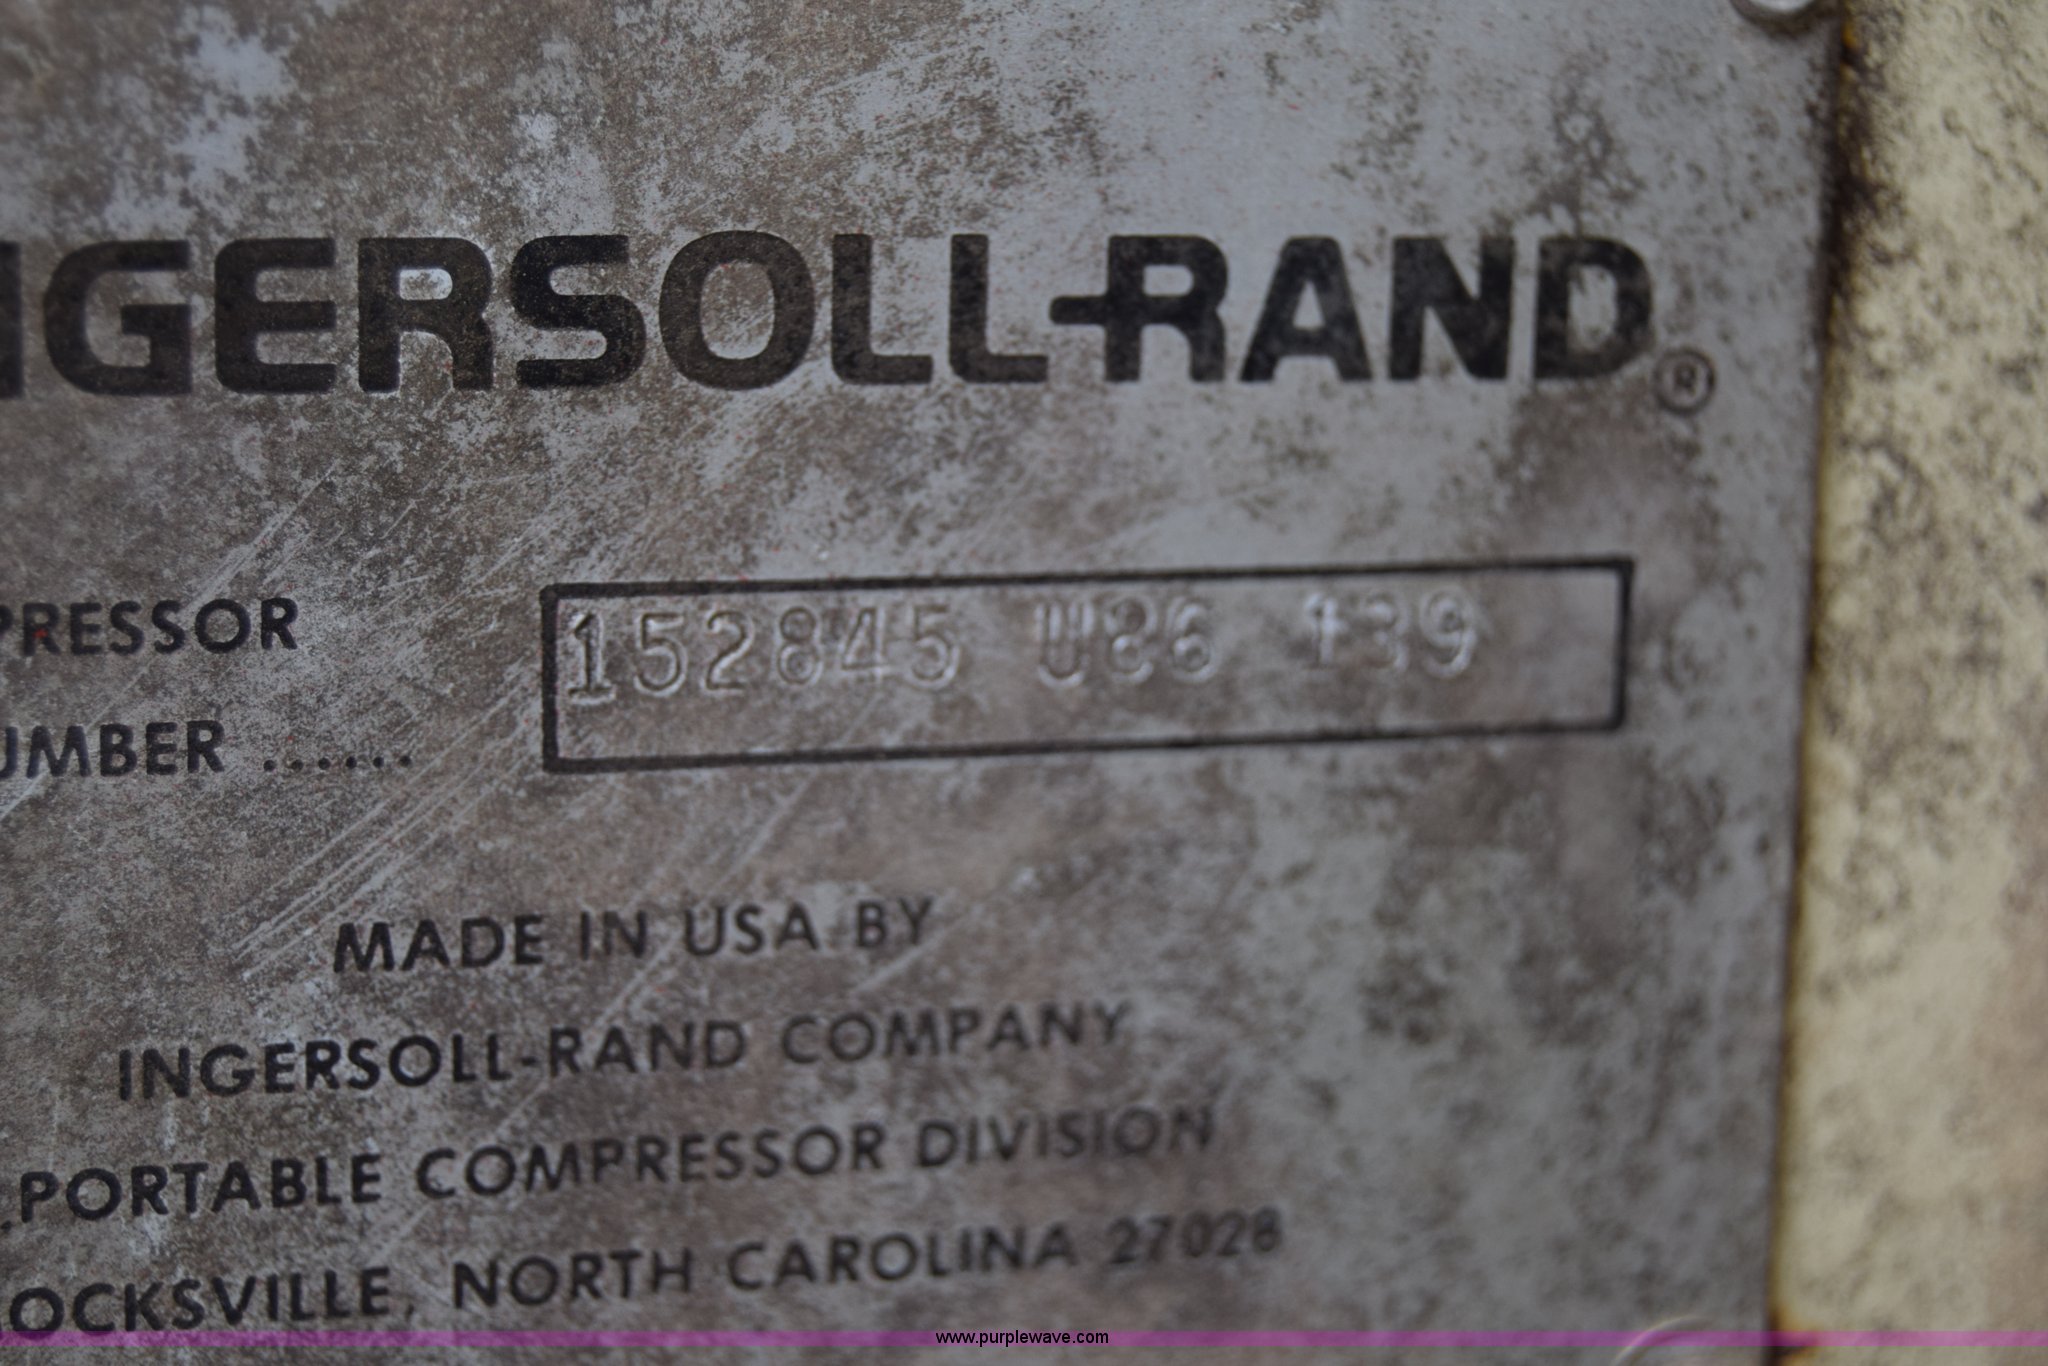 INGERSOLL-RAND®
PRESSOR
152845 U86 139
UMBER ......
MADE IN USA BY
INGERSOLL-RAND COMPANY
PORTABLE COMPRESSOR DIVISION
OCKSVILLE, NORTH CAROLINA 27028
www.purplewave.com